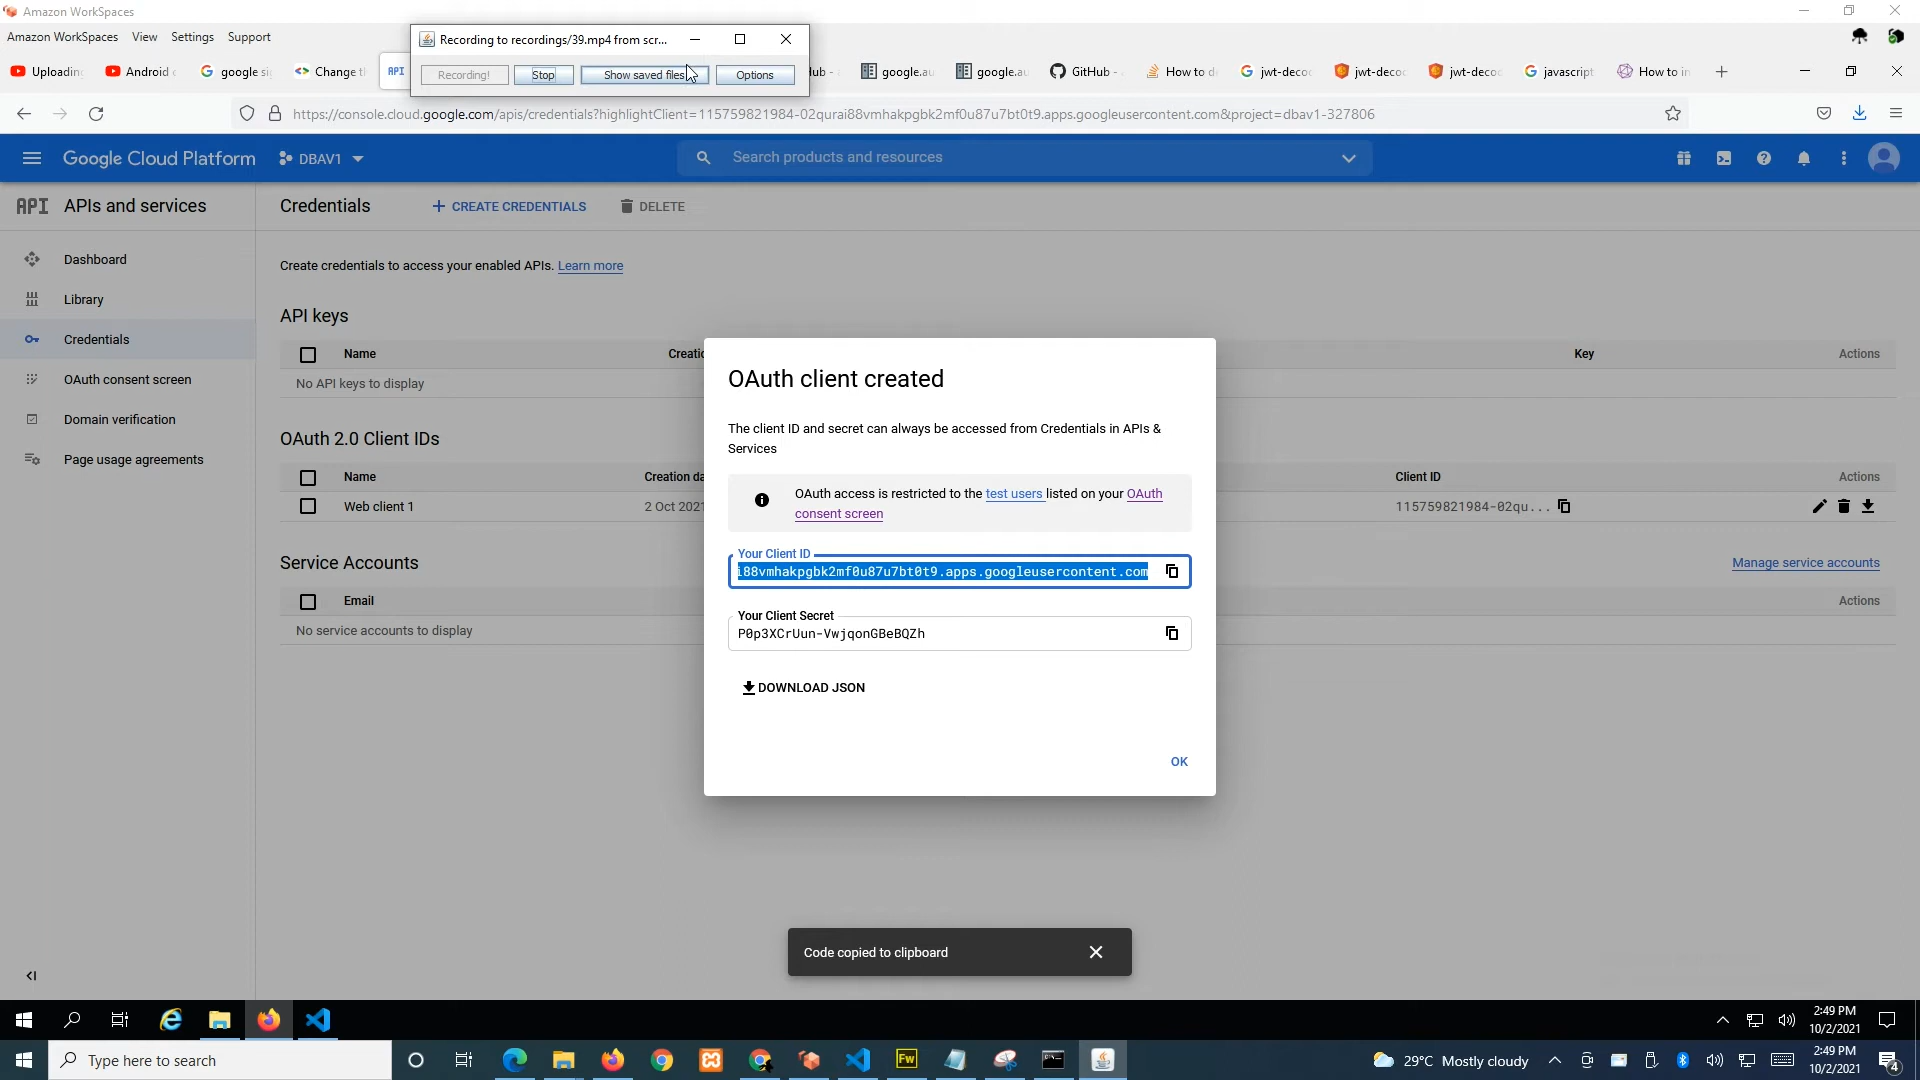 Amazon WorkSpaces
Amazon WorkSpaces View Settings Support
Recording to recordings/39.mp4 from scr...
Recording! Stop Show saved files Options
Uploadin Android google si Change t API ub - google.au google.au GitHub - How to d jwt-deco jwt-deco jwt-deco javascript How to in
https://console.cloud.google.com/apis/credentials?highlightClient=115759821984-02qurai88vmhakpgbk2mf0u87u7bt0t9.apps.googleusercontent.com&project=dbav1-327806
Google Cloud Platform DBAV1 Search products and resources
API APIs and services Credentials + CREATE CREDENTIALS DELETE
Dashboard
Library
Credentials
OAuth consent screen
Domain verification
Page usage agreements
Create credentials to access your enabled APIs. Learn more
API keys
Name Creatio Key Actions
No API keys to display
OAuth 2.0 Client IDs
Name Creation da Client ID Actions
Web client 1 2 Oct 2021 115759821984-02qu...
Service Accounts Manage service accounts
Email Actions
No service accounts to display
OAuth client created
The client ID and secret can always be accessed from Credentials in APIs &
Services
OAuth access is restricted to the test users listed on your OAuth
consent screen
Your Client ID
i88vmhakpgbk2mf0u87u7bt0t9.apps.googleusercontent.com
Your Client Secret
P0p3XCrUun-VwjqonGBeBQZh
DOWNLOAD JSON
OK
Code copied to clipboard
2:49 PM
10/2/2021
Type here to search Fw 29°C Mostly cloudy 2:49 PM
10/2/2021 4